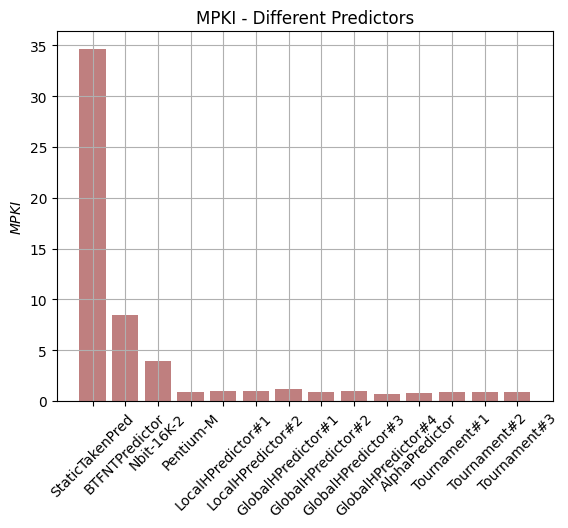 MPKI - Different Predictors
MPKI
35
30
25
20
15
10
5
0
StaticTakenPred
BTFNTPredictor
Nbit-16K-2
Pentium-M
LocalHPredictor#1
LocalHPredictor#2
GlobalHPredictor#1
GlobalHPredictor#2
GlobalHPredictor#3
GlobalHPredictor#4
AlphaPredictor
Tournament#1
Tournament#2
Tournament#3